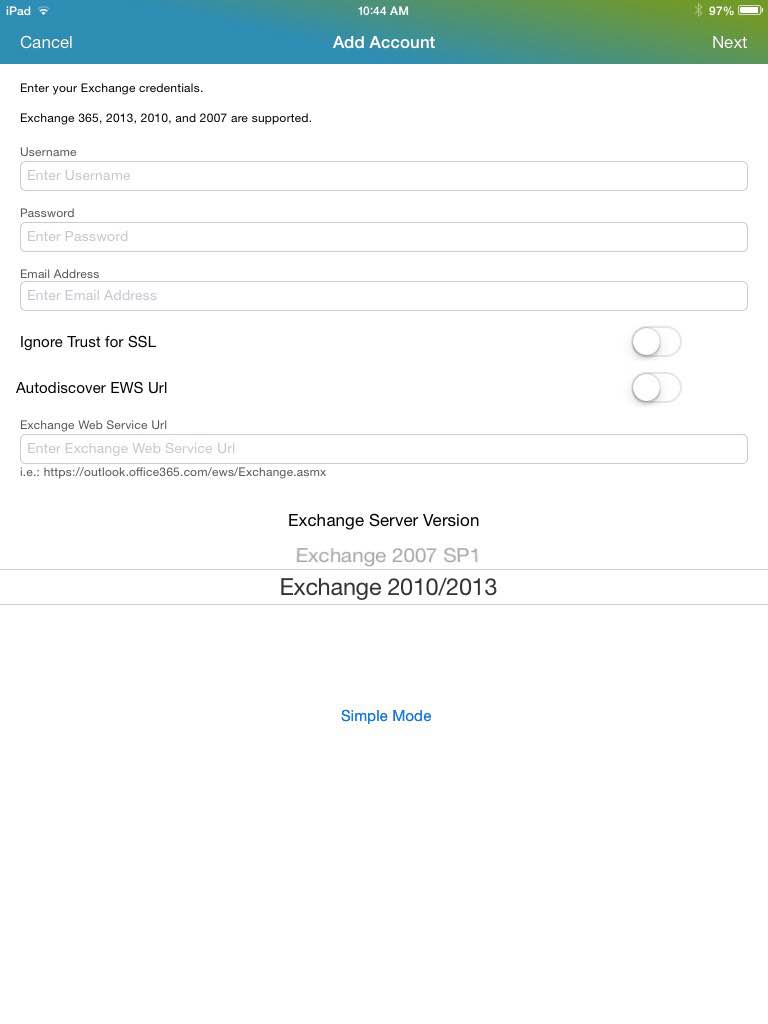 iPad 10:44 AM 97%
Cancel Add Account Next
Enter your Exchange credentials.
Exchange 365, 2013, 2010, and 2007 are supported.
Username
Enter Username
Password
Enter Password
Email Address
Enter Email Address
Ignore Trust for SSL
Autodiscover EWS Url
Exchange Web Service Url
Enter Exchange Web Service Url
i.e.: https://outlook.office365.com/ews/Exchange.asmx
Exchange Server Version
Exchange 2007 SP1
Exchange 2010/2013
Simple Mode